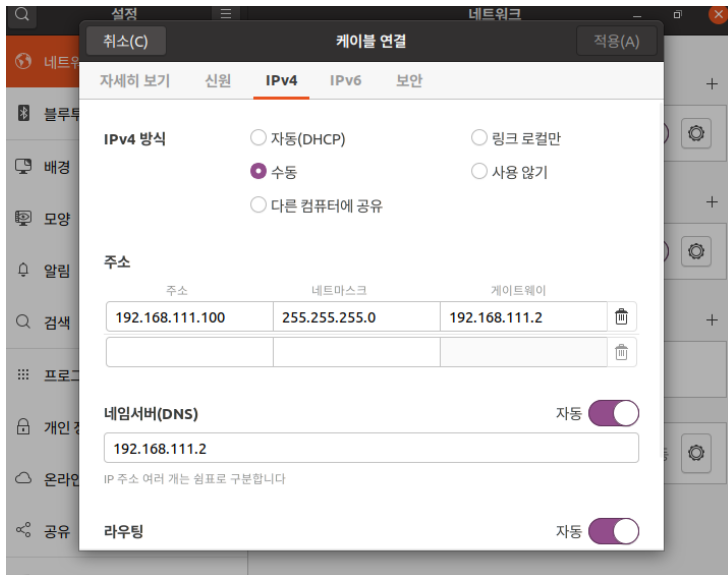 설정
네트워크
취소(C)
케이블 연결
적용(A)
자세히 보기
신원
IPv4
IPv6
보안
네트워
블루투
배경
모양
알림
검색
프로그
개인 정
온라인
공유
IPv4 방식
자동(DHCP)
링크 로컬만
수동
사용 않기
다른 컴퓨터에 공유
주소
주소
네트마스크
게이트웨이
192.168.111.100
255.255.255.0
192.168.111.2
네임서버(DNS)
자동
192.168.111.2
IP 주소 여러 개는 쉼표로 구분합니다
라우팅
자동